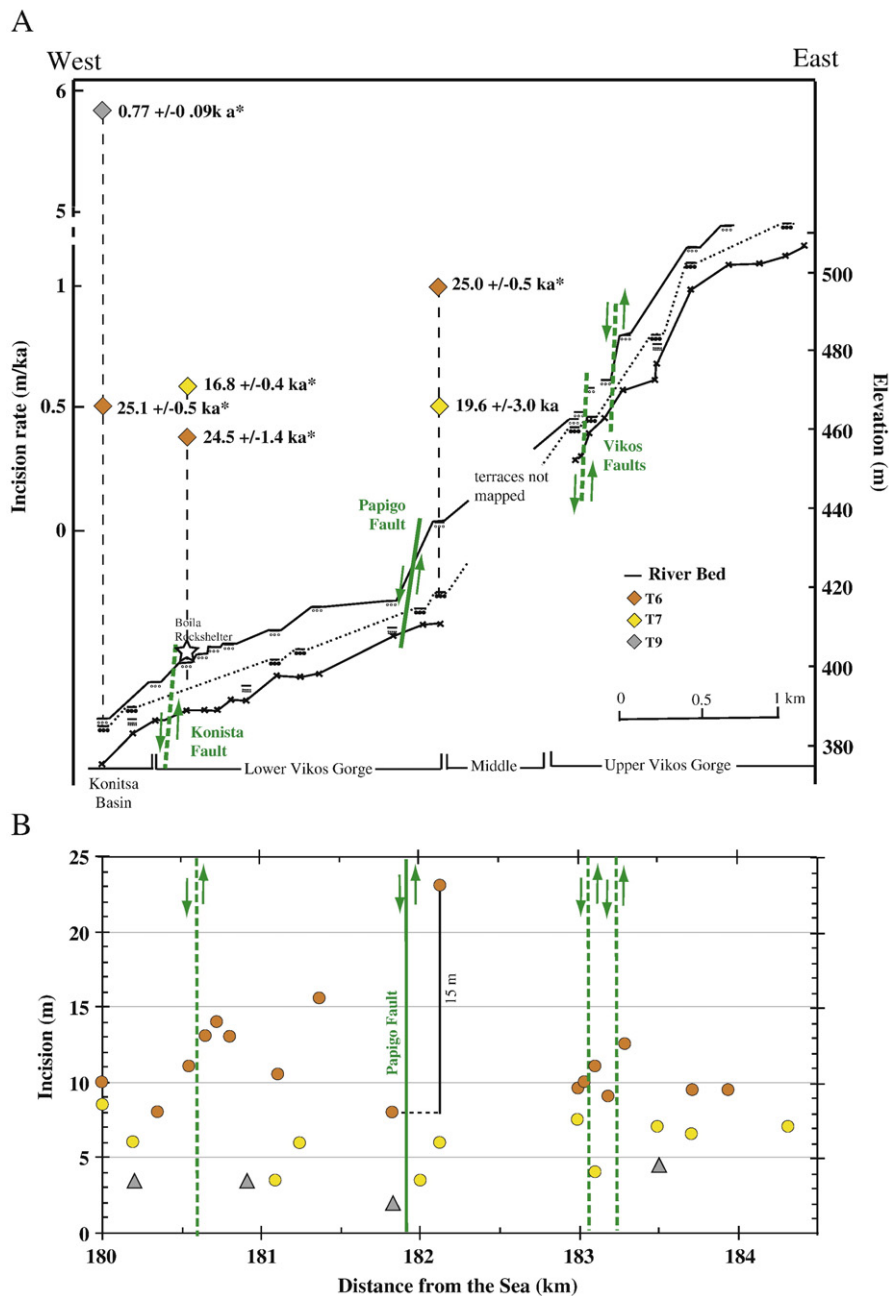 A
West
East
6
0.77 +/-0 .09k a*
5
1
25.0 +/-0.5 ka*
500
480
16.8 +/-0.4 ka*
0.5
25.1 +/-0.5 ka*
19.6 +/-3.0 ka
24.5 +/-1.4 ka*
460
Incision rate (m/ka)
Elevation (m)
Vikos
Faults
terraces not
mapped
Papigo
Fault
440
0
River Bed
T6
T7
T9
420
Boila
Rockshelter
400
0
0.5
1 km
Konista
Fault
380
Konitsa
Basin
Lower Vikos Gorge
Middle
Upper Vikos Gorge
B
25
20
15
10
5
0
Incision (m)
Papigo Fault
15 m
180
181
182
183
184
Distance from the Sea (km)